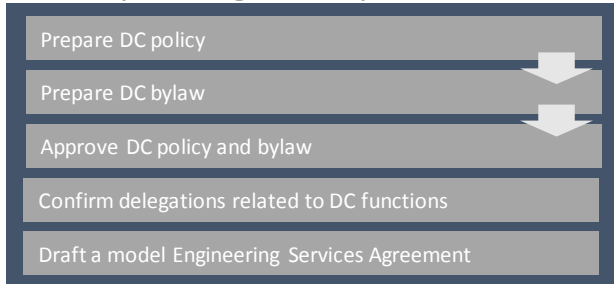 Prepare DC policy
Prepare DC bylaw
Approve DC policy and bylaw
Confirm delegations related to DC functions
Draft a model Engineering Services Agreement